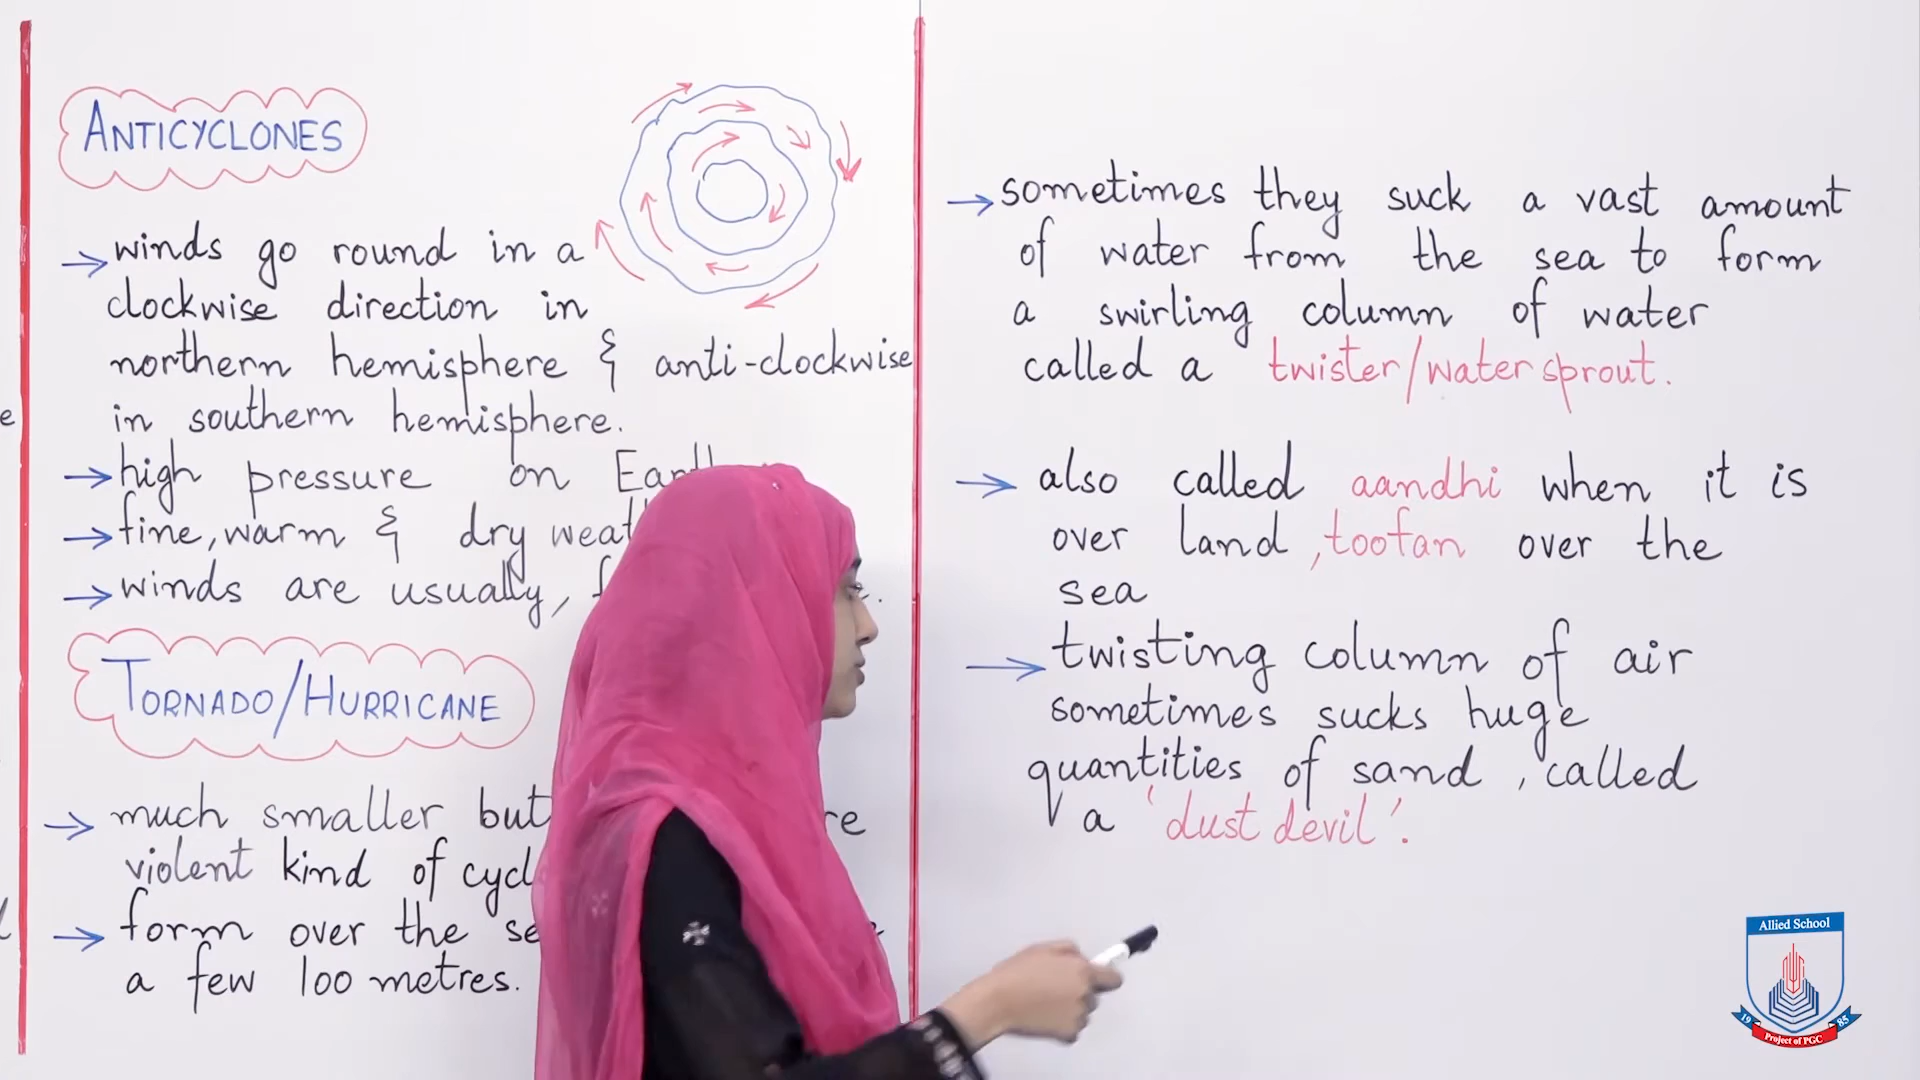 ANTICYCLONES
→ winds go round in a
clockwise direction in
northern hemisphere & anti-clockwise
in southern hemisphere.
→ high pressure on
→ fine, warm & dry
→ winds are usually,
TORNADO/HURRICANE
→ much smaller but
violent kind of
→ form over the
a few 100 metres.
→ sometimes they suck a vast amount
of water from the sea to form
a swirling column of water
called a twister/water sprout.
→ also called aandhi when it is
over land, toofan over the
sea
→ twisting column of air
sometimes sucks huge
quantities of sand, called
a 'dust devil'.
Allied School
19 85
Project of PGC